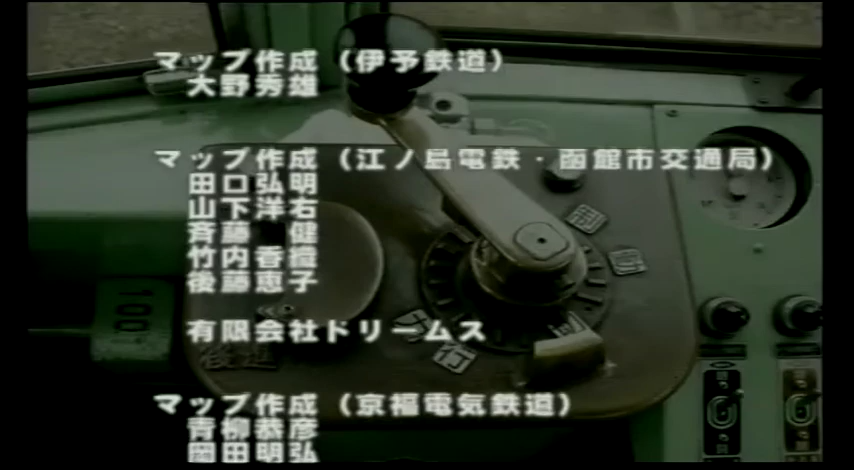 マップ作成（伊予鉄道）
大野秀雄
マップ作成（江ノ島電鉄・函館市交通局）
田口弘明
山下洋右
斉藤　健
竹内香織
後藤恵子
有限会社ドリームス
マップ作成（京福電気鉄道）
青柳恭彦
岡田明弘
100
後進